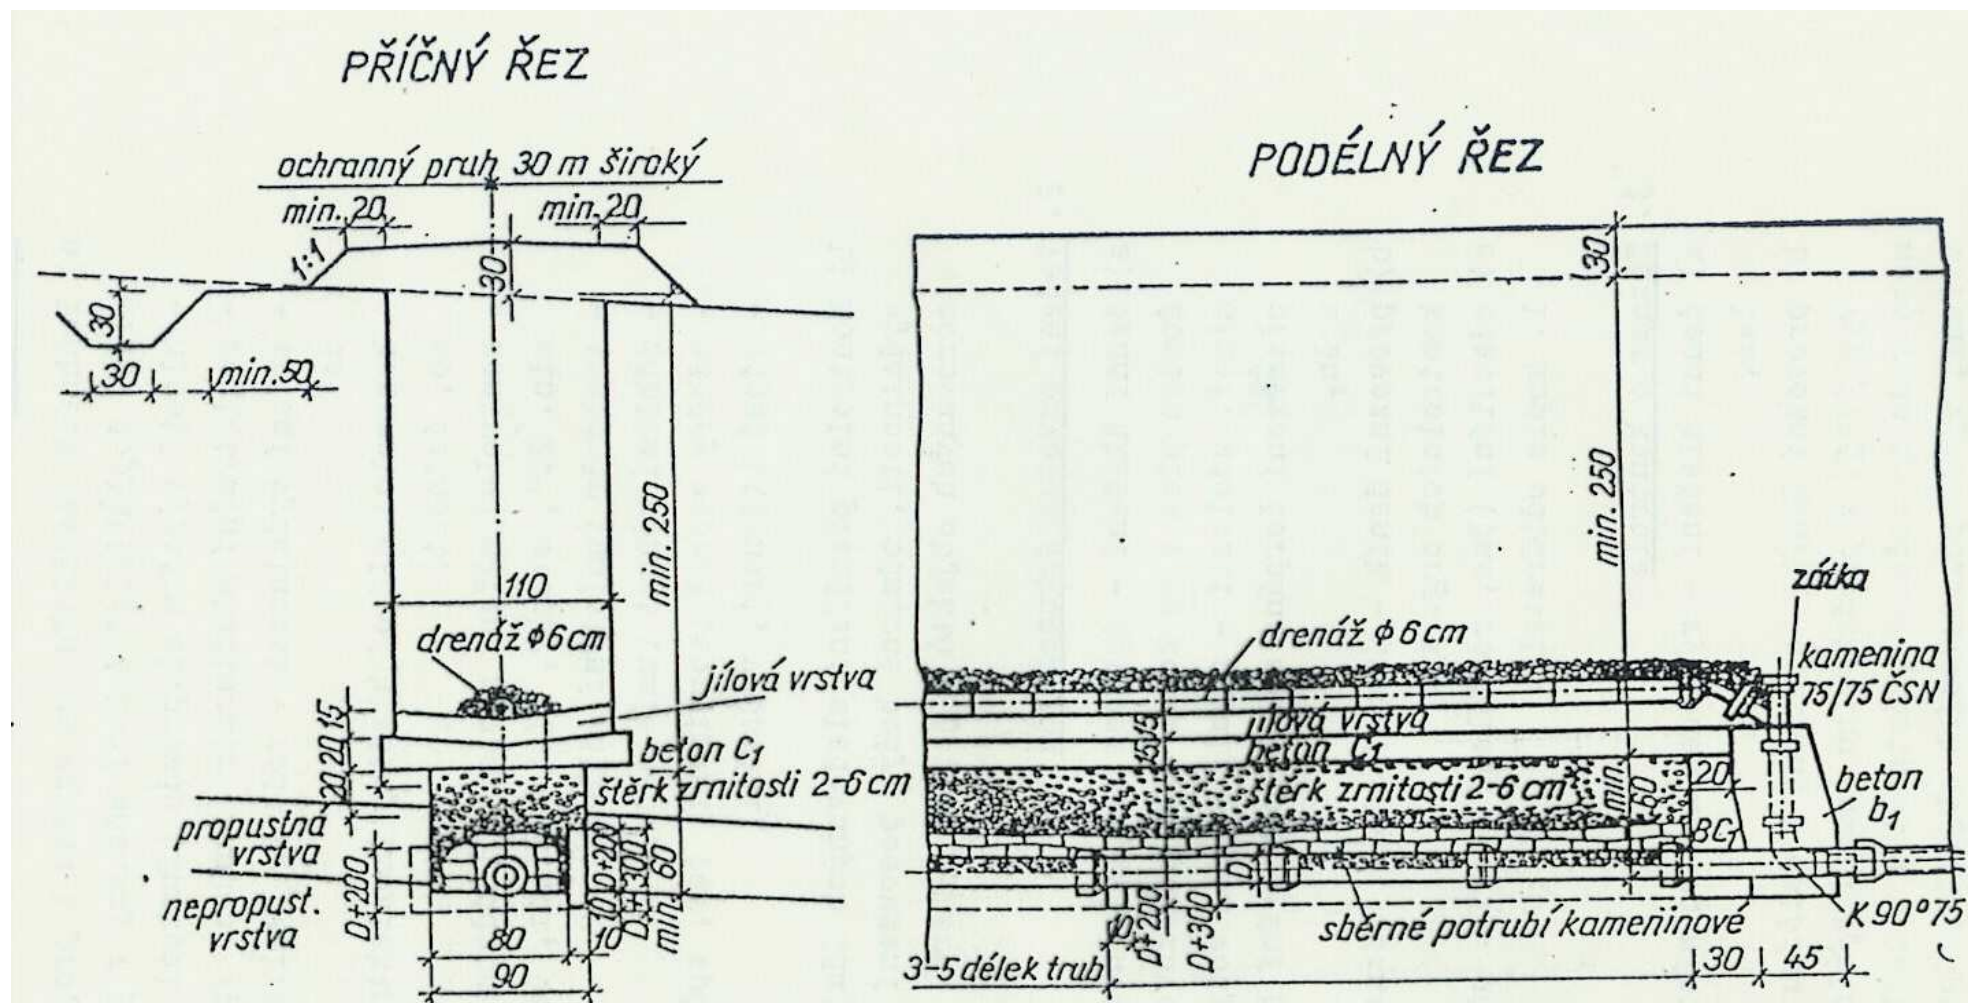 PŘÍČNÝ ŘEZ
ochranný pruh 30 m široký
min. 20
min. 20
1:1
30
30
30
min.50
min. 250
110
drenáž ϕ 6 cm
jílová vrstva
15
20
20
beton C1
štěrk zrnitosti 2-6 cm
propustná
vrstva
nepropust.
vrstva
D+200
10
D+200
D+300
min. 60
80
10
90
PODÉLNÝ ŘEZ
30
min. 250
zátka
drenáž ϕ 6 cm
kamenina
75/75 ČSN
jílová vrstva
15
15
beton C1
štěrk zrnitosti 2-6 cm
min. 60
20
beton
b1
BC1
D
D+200
D+300
sběrné potrubí kameninové
K 90° 75
3-5 délek trub
30
45